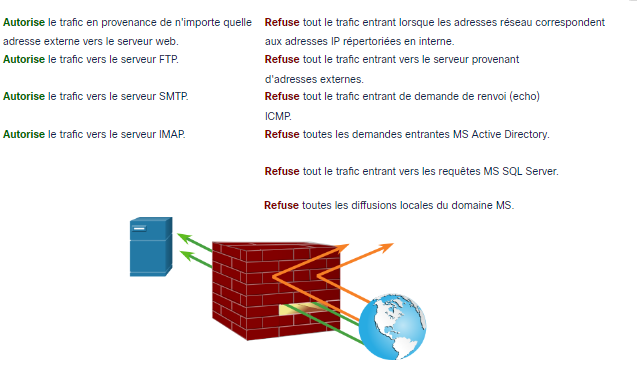 Autorise le trafic en provenance de n'importe quelle
adresse externe vers le serveur web.
Autorise le trafic vers le serveur FTP.
Autorise le trafic vers le serveur SMTP.
Autorise le trafic vers le serveur IMAP.
Refuse tout le trafic entrant lorsque les adresses réseau correspondent
aux adresses IP répertoriées en interne.
Refuse tout le trafic entrant vers le serveur provenant
d'adresses externes.
Refuse tout le trafic entrant de demande de renvoi (echo)
ICMP.
Refuse toutes les demandes entrantes MS Active Directory.
Refuse tout le trafic entrant vers les requêtes MS SQL Server.
Refuse toutes les diffusions locales du domaine MS.